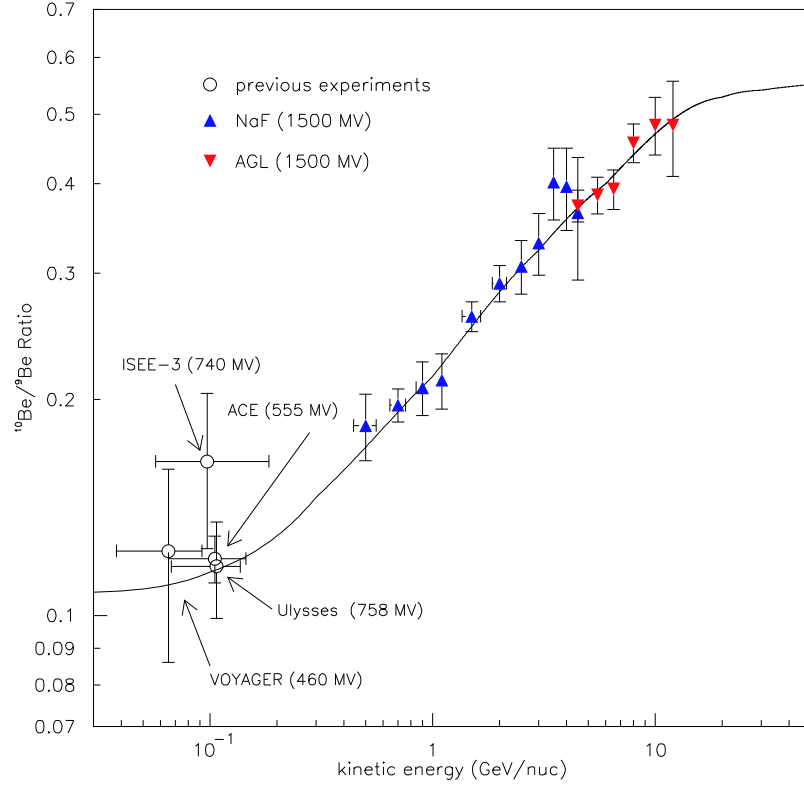 0.7
0.6
0.5
0.4
0.3
0.2
0.1
0.09
0.08
0.07
¹⁰Be/⁹Be Ratio
previous experiments
NaF (1500 MV)
AGL (1500 MV)
ISEE-3 (740 MV)
ACE (555 MV)
Ulysses (758 MV)
VOYAGER (460 MV)
10⁻¹
1
10
kinetic energy (GeV/nuc)